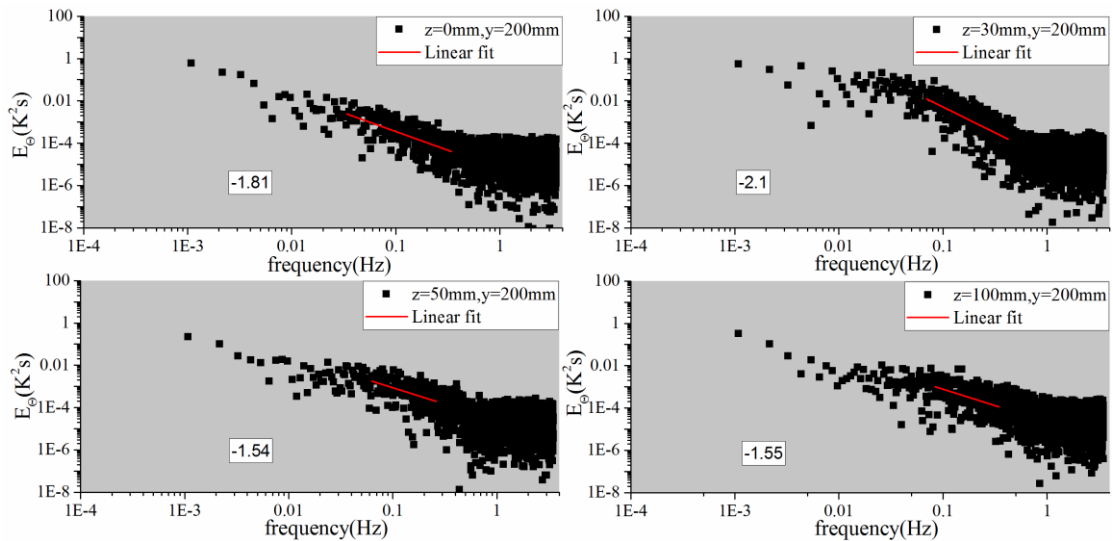 100
1
0.01
1E-4
1E-6
1E-8
E_Θ(K²s)
z=0mm,y=200mm
Linear fit
-1.81
1E-4 1E-3 0.01 0.1 1
frequency(Hz)
100
1
0.01
1E-4
1E-6
1E-8
E_Θ(K²s)
z=30mm,y=200mm
Linear fit
-2.1
1E-4 1E-3 0.01 0.1 1
frequency(Hz)
100
1
0.01
1E-4
1E-6
1E-8
E_Θ(K²s)
z=50mm,y=200mm
Linear fit
-1.54
1E-4 1E-3 0.01 0.1 1
frequency(Hz)
100
1
0.01
1E-4
1E-6
1E-8
E_Θ(K²s)
z=100mm,y=200mm
Linear fit
-1.55
1E-4 1E-3 0.01 0.1 1
frequency(Hz)